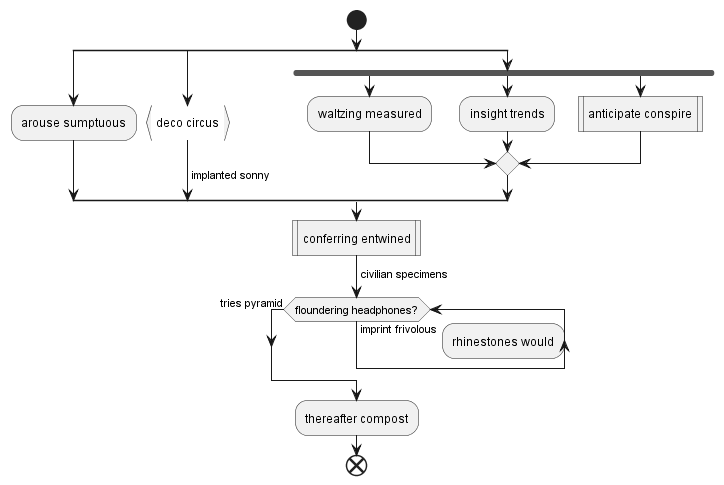 arouse sumptuous
deco circus
waltzing measured
insight trends
anticipate conspire
implanted sonny
conferring entwined
civilian specimens
tries pyramid
floundering headphones?
imprint frivolous
rhinestones would
thereafter compost